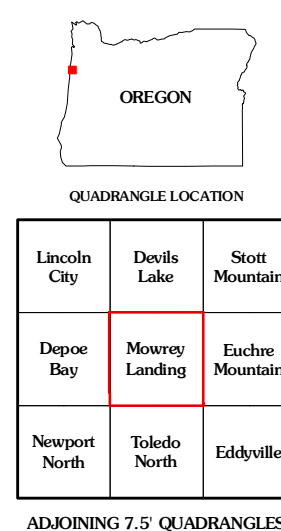 OREGON
QUADRANGLE LOCATION
Lincoln
City
Devils
Lake
Stott
Mountain
Depoe
Bay
Mowrey
Landing
Euchre
Mountain
Newport
North
Toledo
North
Eddyville
ADJOINING 7.5' QUADRANGLES